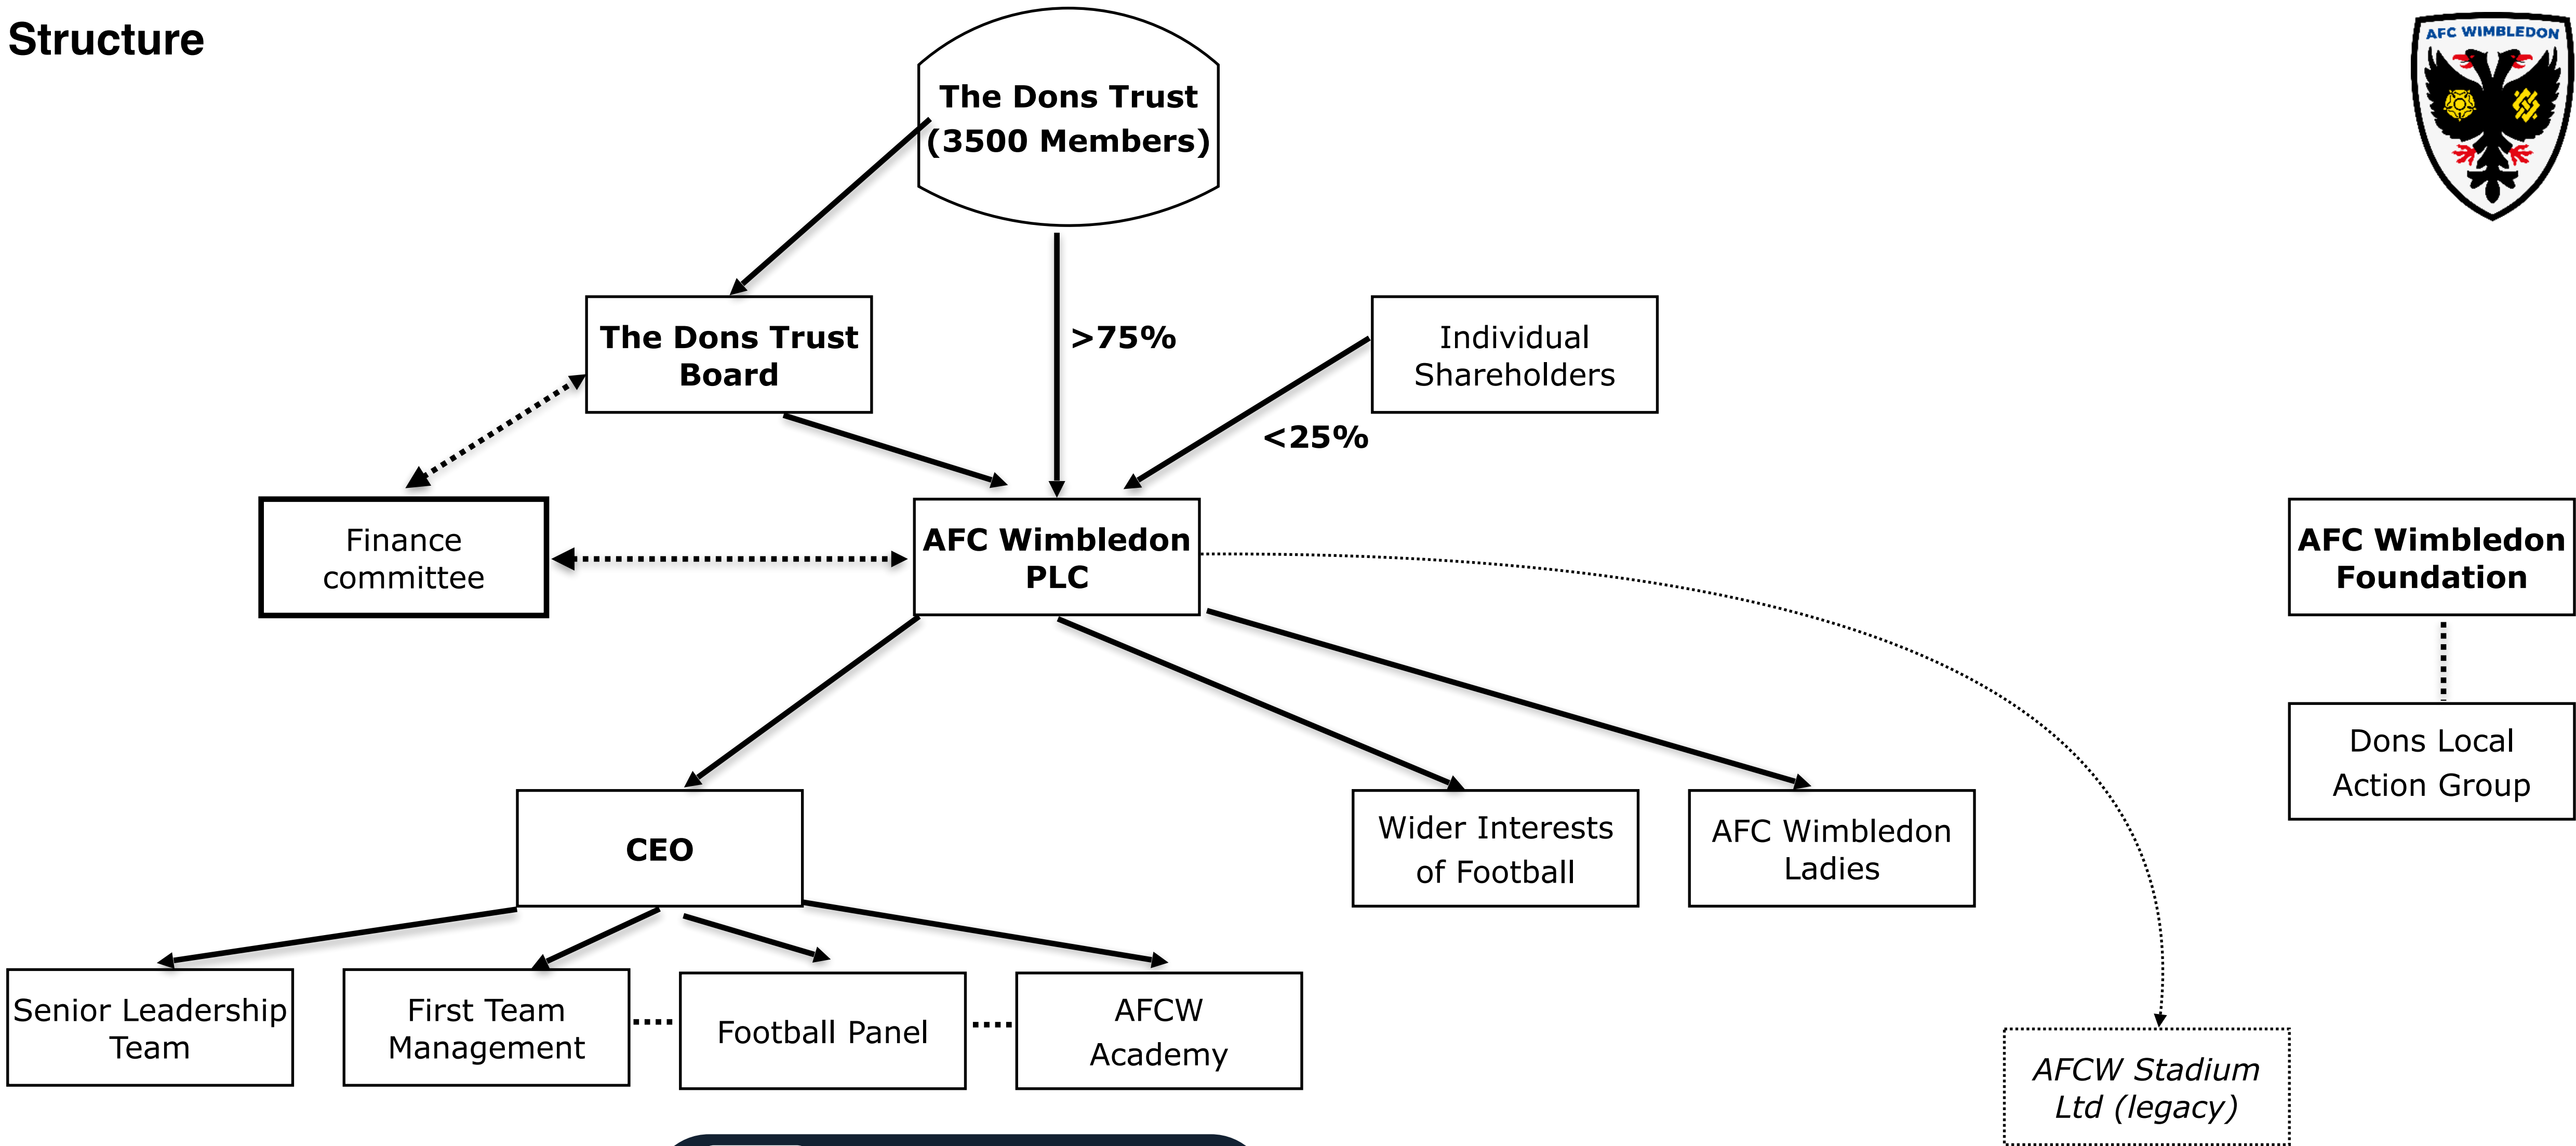 Structure
AFC WIMBLEDON
The Dons Trust
(3500 Members)
The Dons Trust
Board
>75%
Individual
Shareholders
<25%
Finance
committee
AFC Wimbledon
PLC
AFC Wimbledon
Foundation
Dons Local
Action Group
CEO
Wider Interests
of Football
AFC Wimbledon
Ladies
Senior Leadership
Team
First Team
Management
Football Panel
AFCW
Academy
AFCW Stadium
Ltd (legacy)